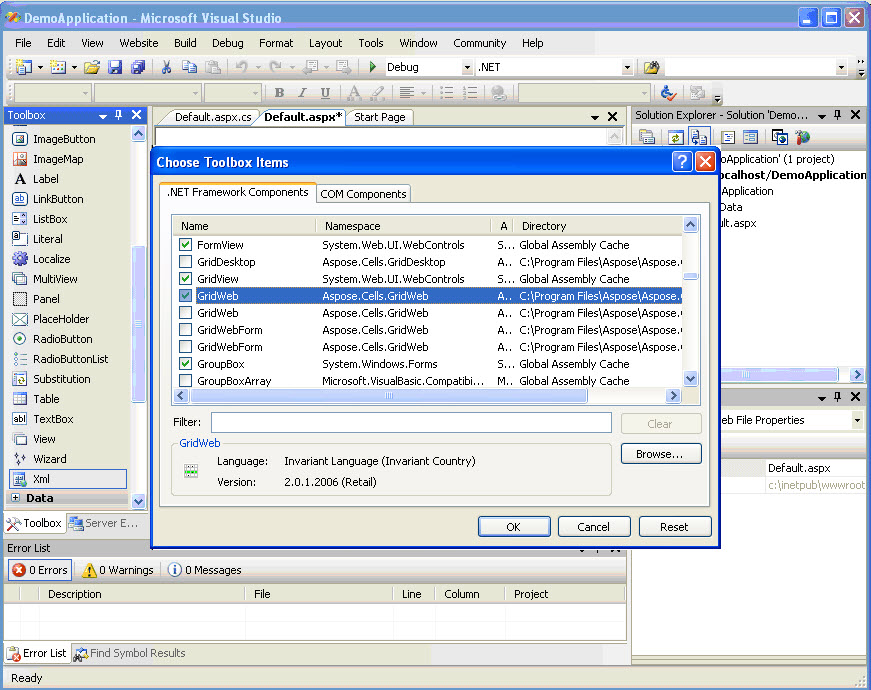 DemoApplication - Microsoft Visual Studio
File Edit View Website Build Debug Format Layout Tools Window Community Help
Debug .NET
B I U A
Toolbox
ImageButton
ImageMap
A Label
LinkButton
ListBox
Literal
Localize
MultiView
Panel
PlaceHolder
RadioButton
RadioButtonList
Substitution
Table
abl TextBox
View
Wizard
Xml
Data
Toolbox Server E...
Default.aspx.cs Default.aspx* Start Page
Choose Toolbox Items
.NET Framework Components COM Components
Name Namespace A Directory
FormView System.Web.UI.WebControls S... Global Assembly Cache
GridDesktop Aspose.Cells.GridDesktop A.. C:\Program Files\Aspose\Aspose.
GridView System.Web.UI.WebControls S... Global Assembly Cache
GridWeb Aspose.Cells.GridWeb A.. C:\Program Files\Aspose\Aspose.
GridWeb Aspose.Cells.GridWeb A.. C:\Program Files\Aspose\Aspose.
GridWebForm Aspose.Cells.GridWeb A.. C:\Program Files\Aspose\Aspose.
GridWebForm Aspose.Cells.GridWeb A.. C:\Program Files\Aspose\Aspose.
GroupBox System.Windows.Forms S... Global Assembly Cache
GroupBoxArray Microsoft.VisualBasic.Compatibi... M.. Global Assembly Cache
Filter: Clear
GridWeb
Language: Invariant Language (Invariant Country)
Version: 2.0.1.2006 (Retail)
Browse...
OK Cancel Reset
Solution Explorer - Solution 'Demo...
oApplication' (1 project)
ocalhost/DemoApplication
Application
Data
lt.aspx
eb File Properties
Default.aspx
c:\inetpub\wwwroot
Error List
0 Errors 0 Warnings 0 Messages
Description File Line Column Project
Error List Find Symbol Results
Ready